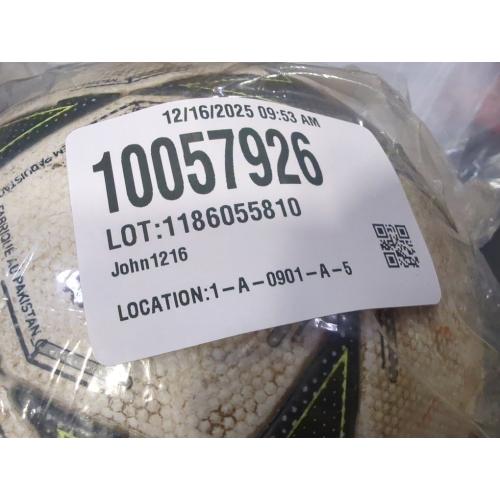 12/16/2025 09:53 AM
10057926
LOT:1186055810
John1216
LOCATION:1-A-0901-A-5
FABRIQUE AU PAKISTAN